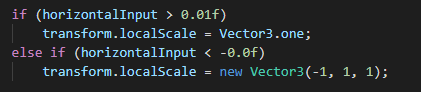 if (horizontalInput > 0.01f)
    transform.localScale = Vector3.one;
else if (horizontalInput < -0.0f)
    transform.localScale = new Vector3(-1, 1, 1);